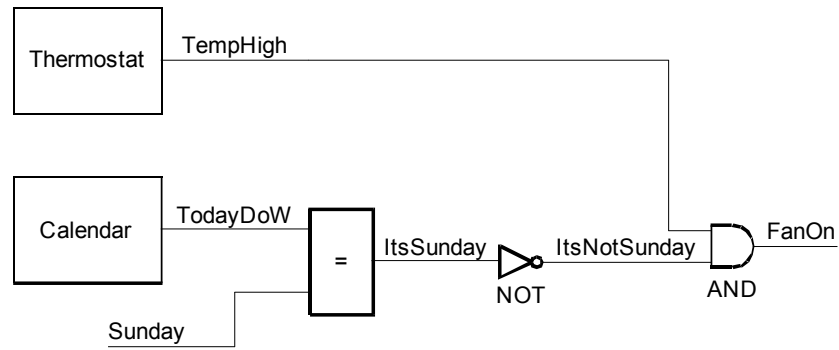 TempHigh
Thermostat
Calendar
TodayDoW
=
ItsSunday
ItsNotSunday
FanOn
NOT
AND
Sunday